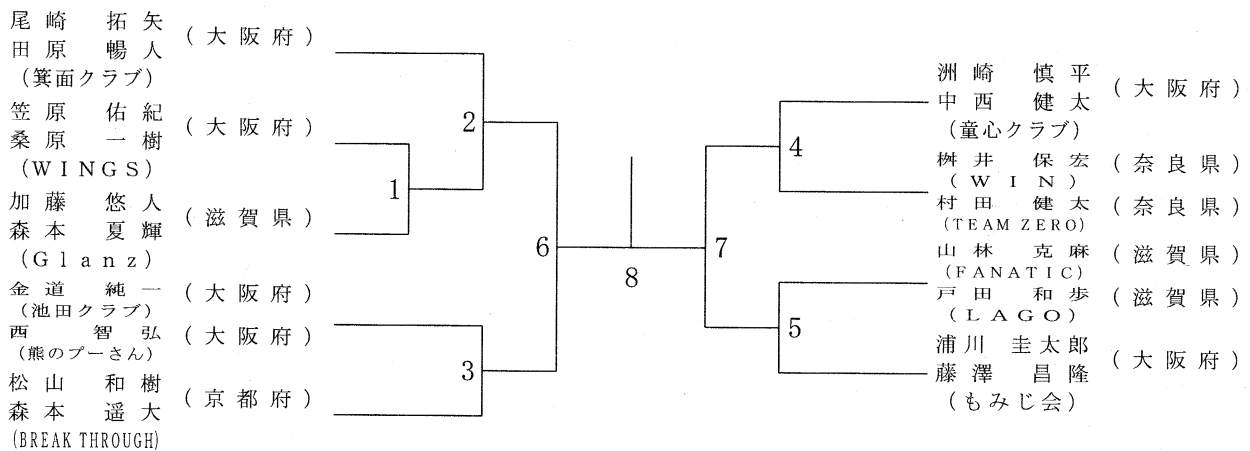 尾崎 拓矢 (大阪府)
田原 暢人
(箕面クラブ)
笠原 佑紀 (大阪府)
桑原 一樹
(WINGS)
加藤 悠人 (滋賀県)
森本 夏輝
(Glanz)
金道 純一 (大阪府)
(池田クラブ)
西 智弘 (大阪府)
(熊のプーさん)
松山 和樹 (京都府)
森本 遥大
(BREAK THROUGH)
1
2
3
6
8
7
4
5
洲崎 慎平 (大阪府)
中西 健太
(童心クラブ)
桝井 保宏 (奈良県)
(WIN)
村田 健太 (奈良県)
(TEAM ZERO)
山林 克麻 (滋賀県)
(FANATIC)
戸田 和歩 (滋賀県)
(LAGO)
浦川 圭太郎 (大阪府)
藤澤 昌隆
(もみじ会)